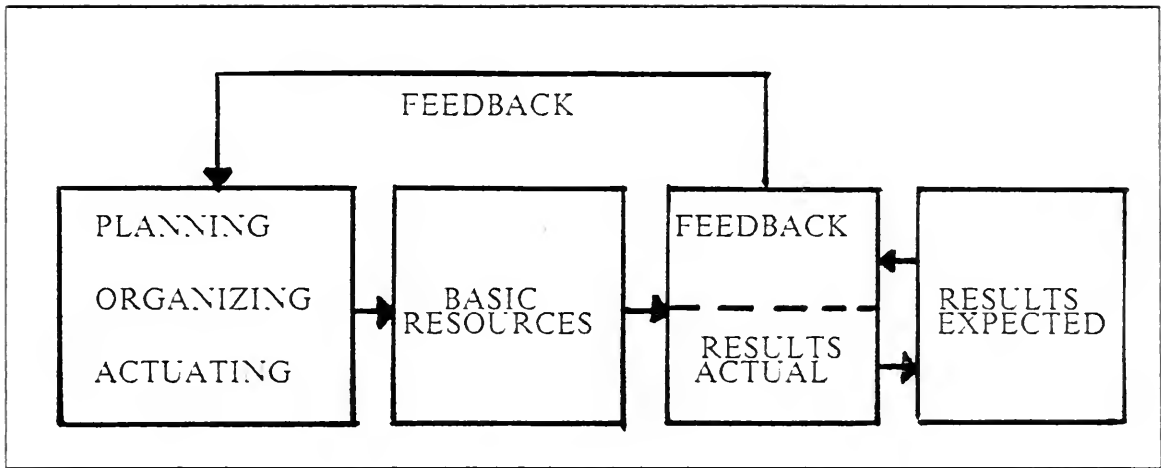 FEEDBACK
PLANNING
ORGANIZING
ACTUATING
BASIC
RESOURCES
FEEDBACK
RESULTS
ACTUAL
RESULTS
EXPECTED